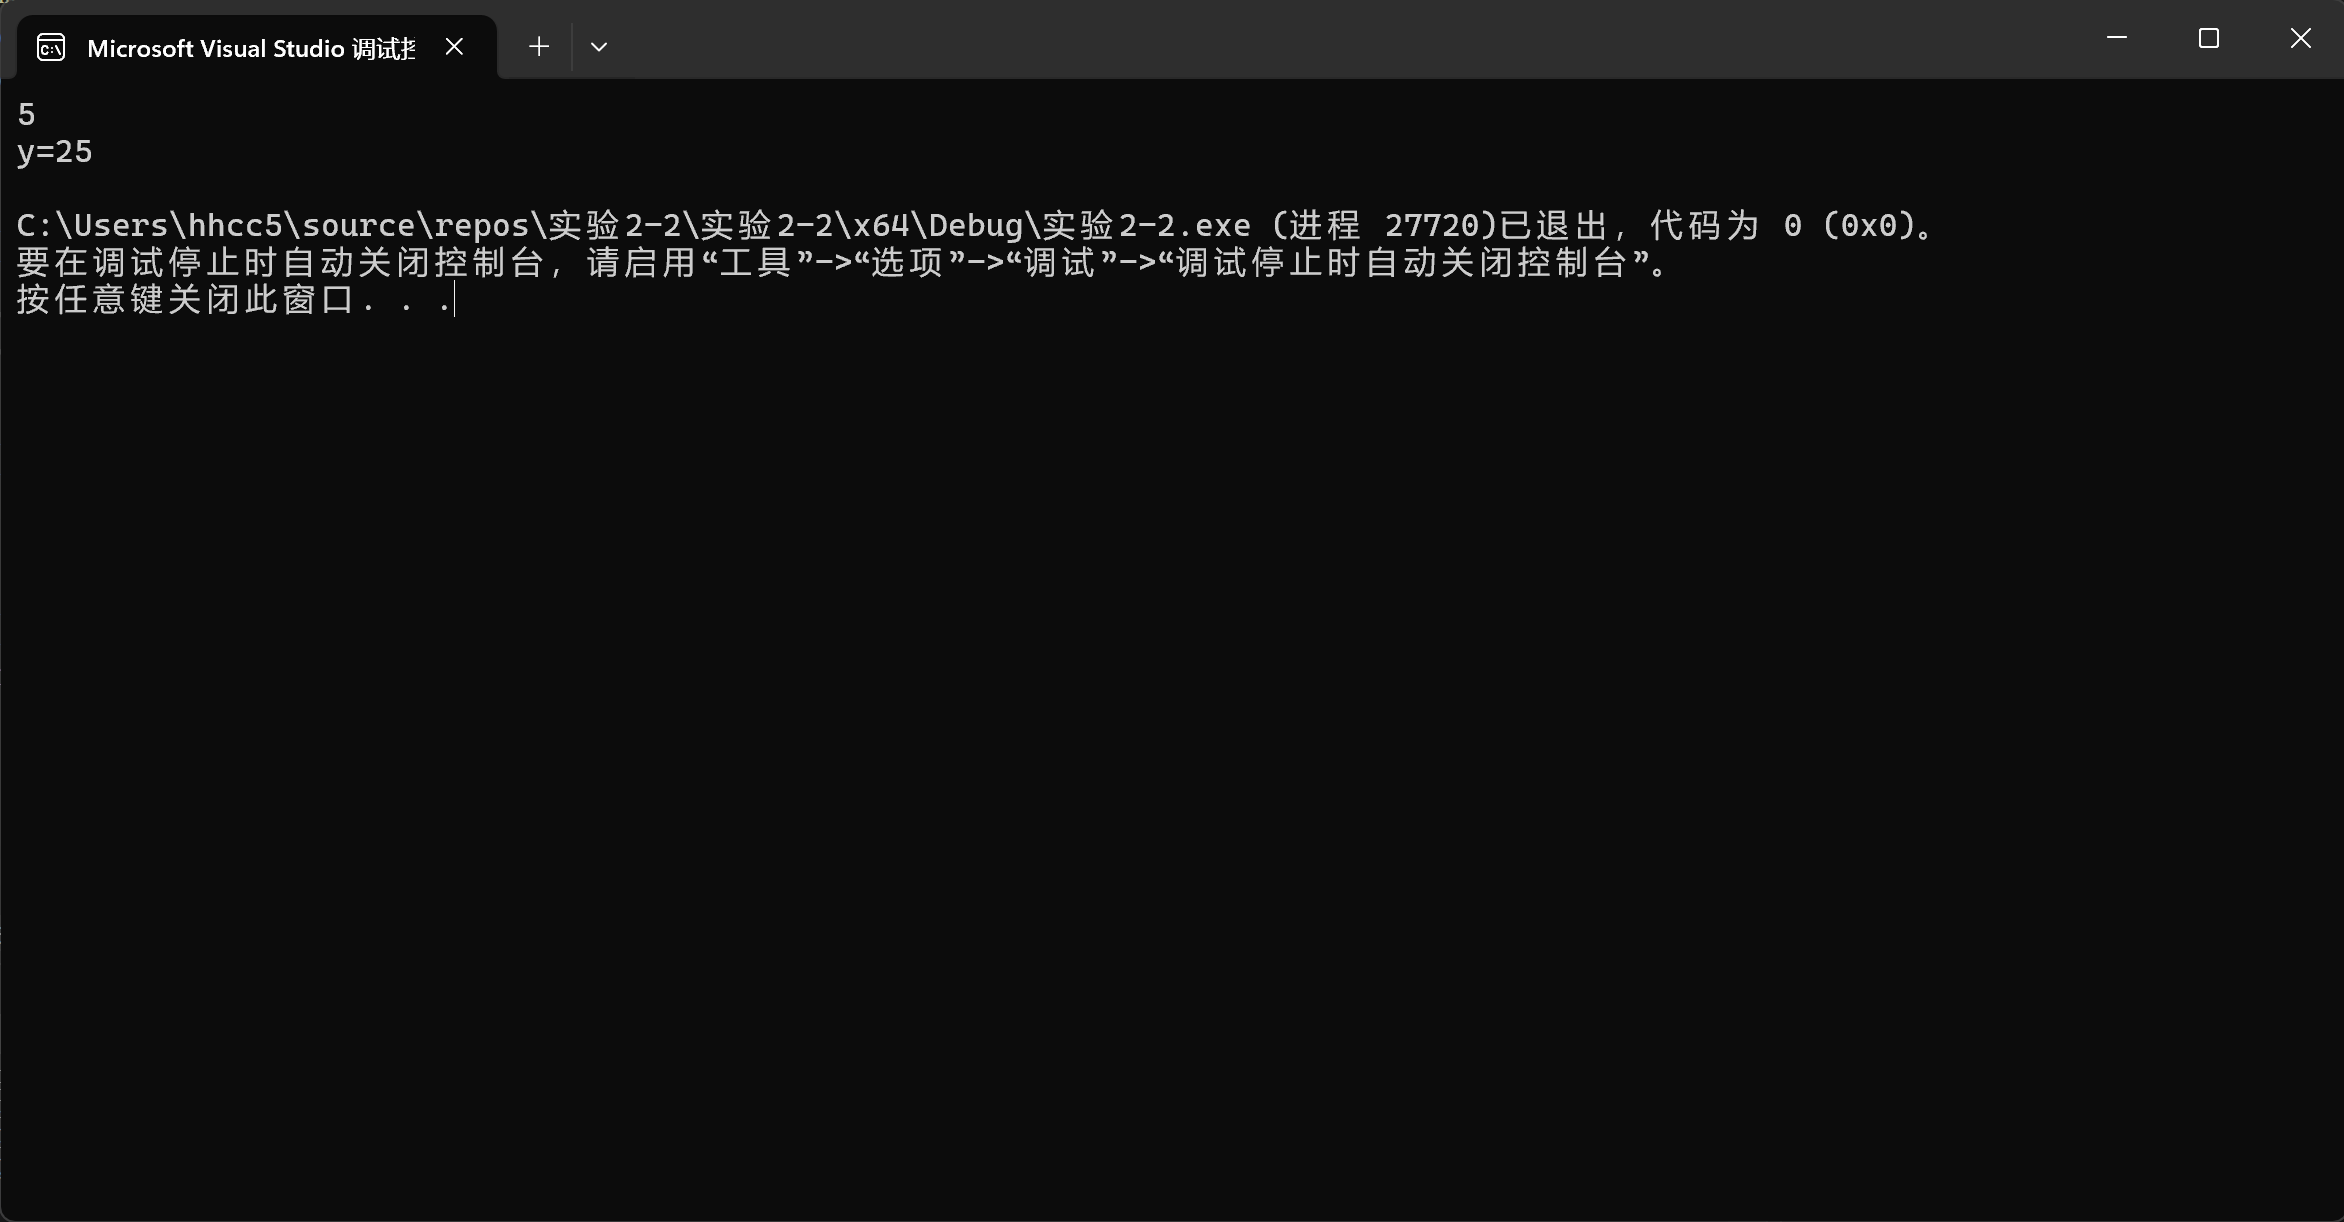 Microsoft Visual Studio 调试
5
y=25
C:\Users\hhcc5\source\repos\实验2-2\实验2-2\x64\Debug\实验2-2.exe (进程 27720)已退出，代码为 0 (0x0)。
要在调试停止时自动关闭控制台，请启用“工具”->“选项”->“调试”->“调试停止时自动关闭控制台”。
按任意键关闭此窗口. . .